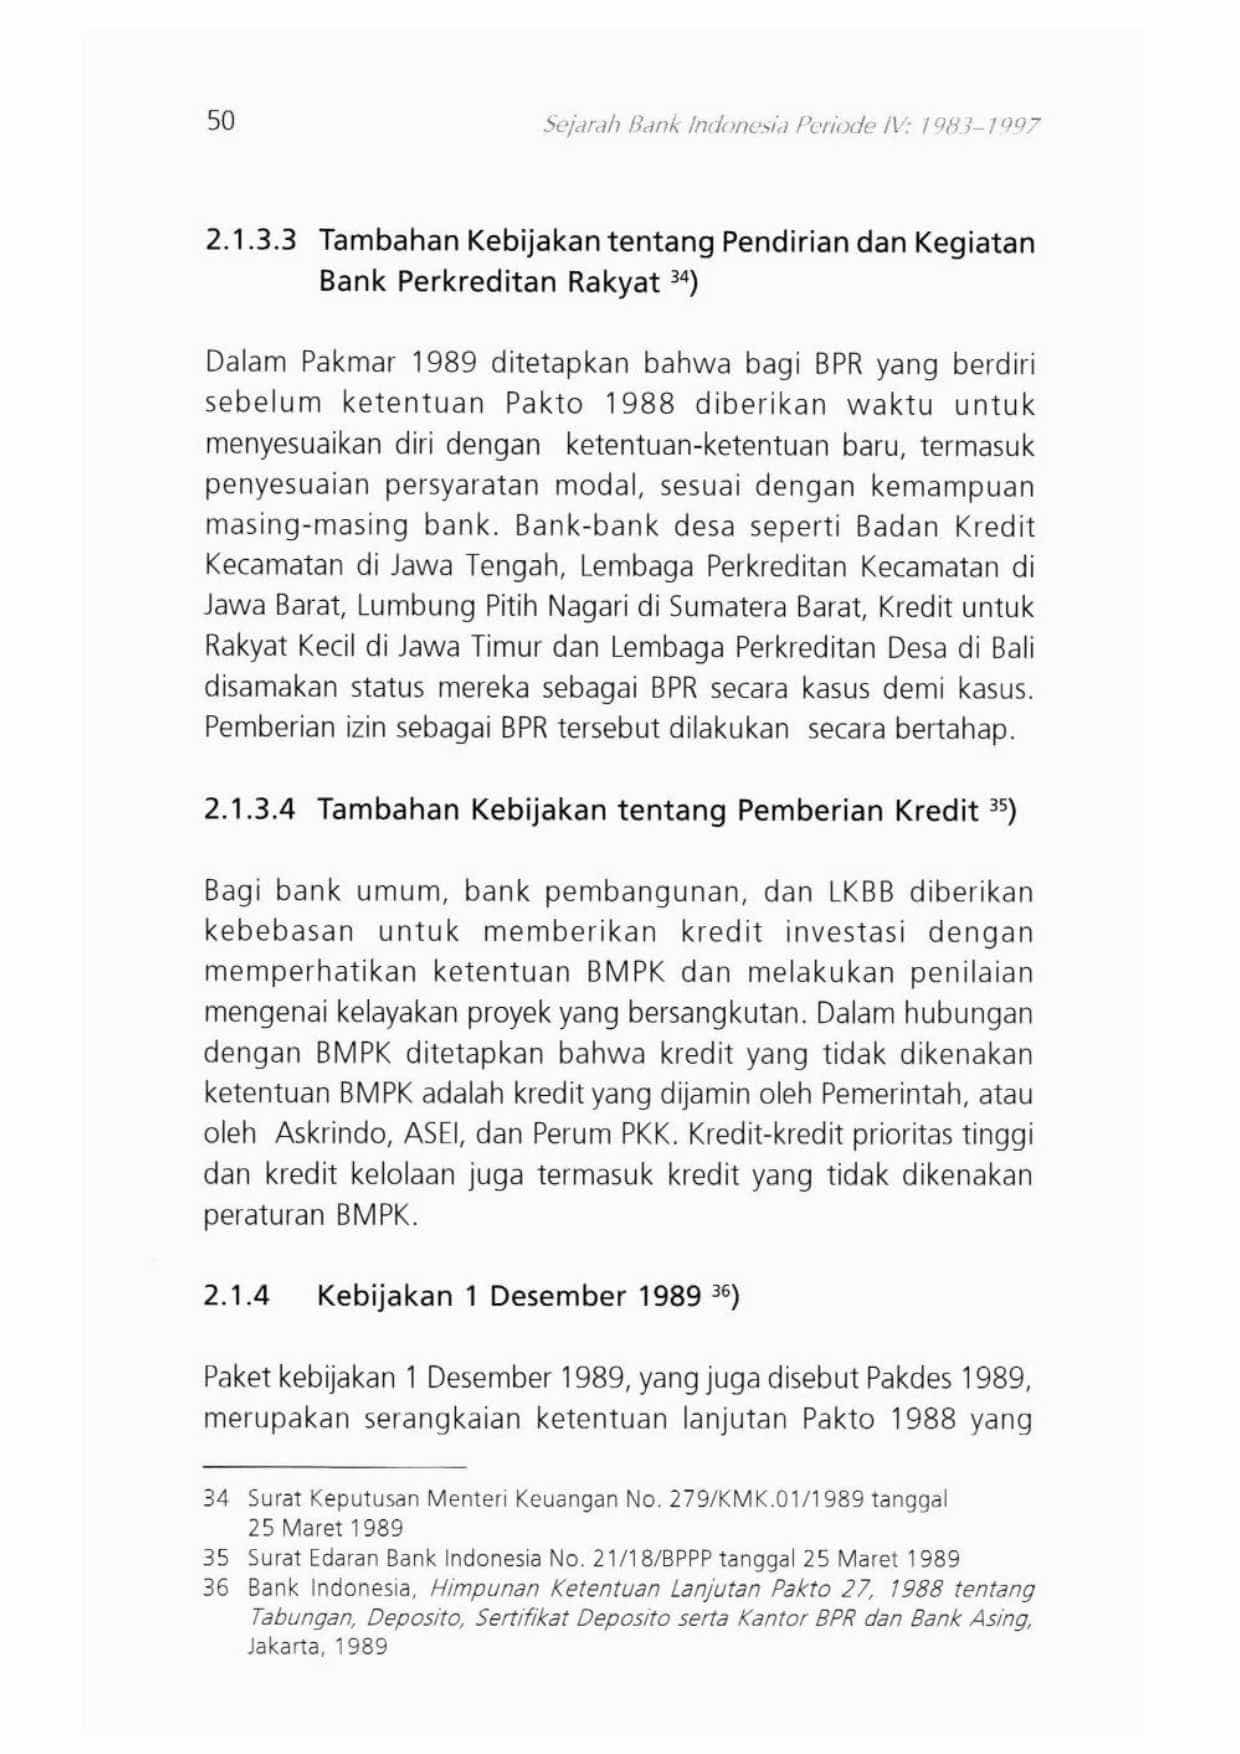 50
Sejarah Bank Indonesia Periode IV: 1983–1997
2.1.3.3 Tambahan Kebijakan tentang Pendirian dan Kegiatan
Bank Perkreditan Rakyat ³⁴)
Dalam Pakmar 1989 ditetapkan bahwa bagi BPR yang berdiri
sebelum ketentuan Pakto 1988 diberikan waktu untuk
menyesuaikan diri dengan ketentuan-ketentuan baru, termasuk
penyesuaian persyaratan modal, sesuai dengan kemampuan
masing-masing bank. Bank-bank desa seperti Badan Kredit
Kecamatan di Jawa Tengah, Lembaga Perkreditan Kecamatan di
Jawa Barat, Lumbung Pitih Nagari di Sumatera Barat, Kredit untuk
Rakyat Kecil di Jawa Timur dan Lembaga Perkreditan Desa di Bali
disamakan status mereka sebagai BPR secara kasus demi kasus.
Pemberian izin sebagai BPR tersebut dilakukan secara bertahap.
2.1.3.4 Tambahan Kebijakan tentang Pemberian Kredit ³⁵)
Bagi bank umum, bank pembangunan, dan LKBB diberikan
kebebasan untuk memberikan kredit investasi dengan
memperhatikan ketentuan BMPK dan melakukan penilaian
mengenai kelayakan proyek yang bersangkutan. Dalam hubungan
dengan BMPK ditetapkan bahwa kredit yang tidak dikenakan
ketentuan BMPK adalah kredit yang dijamin oleh Pemerintah, atau
oleh Askrindo, ASEI, dan Perum PKK. Kredit-kredit prioritas tinggi
dan kredit kelolaan juga termasuk kredit yang tidak dikenakan
peraturan BMPK.
2.1.4 Kebijakan 1 Desember 1989 ³⁶)
Paket kebijakan 1 Desember 1989, yang juga disebut Pakdes 1989,
merupakan serangkaian ketentuan lanjutan Pakto 1988 yang
34 Surat Keputusan Menteri Keuangan No. 279/KMK.01/1989 tanggal
25 Maret 1989
35 Surat Edaran Bank Indonesia No. 21/18/BPPP tanggal 25 Maret 1989
36 Bank Indonesia, Himpunan Ketentuan Lanjutan Pakto 27, 1988 tentang
Tabungan, Deposito, Sertifikat Deposito serta Kantor BPR dan Bank Asing,
Jakarta, 1989